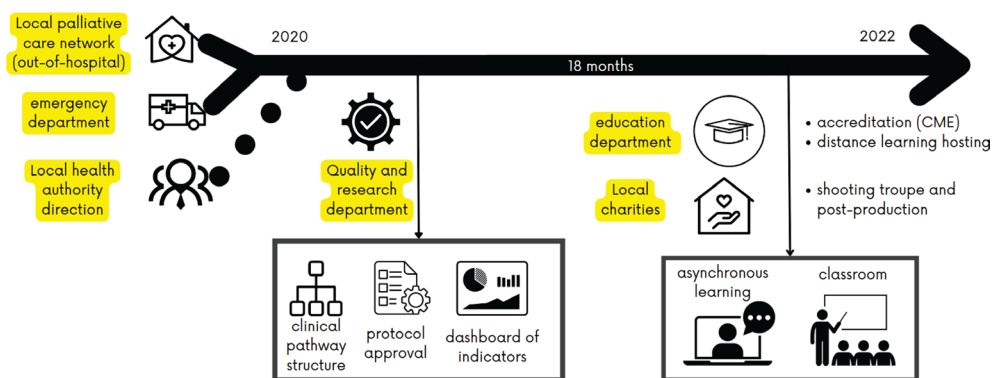 Local palliative
care network
(out-of-hospital)
emergency
department
Local health
authority
direction
2020
2022
18 months
Quality and
research
department
education
department
Local
charities
• accreditation (CME)
• distance learning hosting
• shooting troupe and
post-production
clinical
pathway
structure
protocol
approval
dashboard of
indicators
asynchronous
learning
classroom